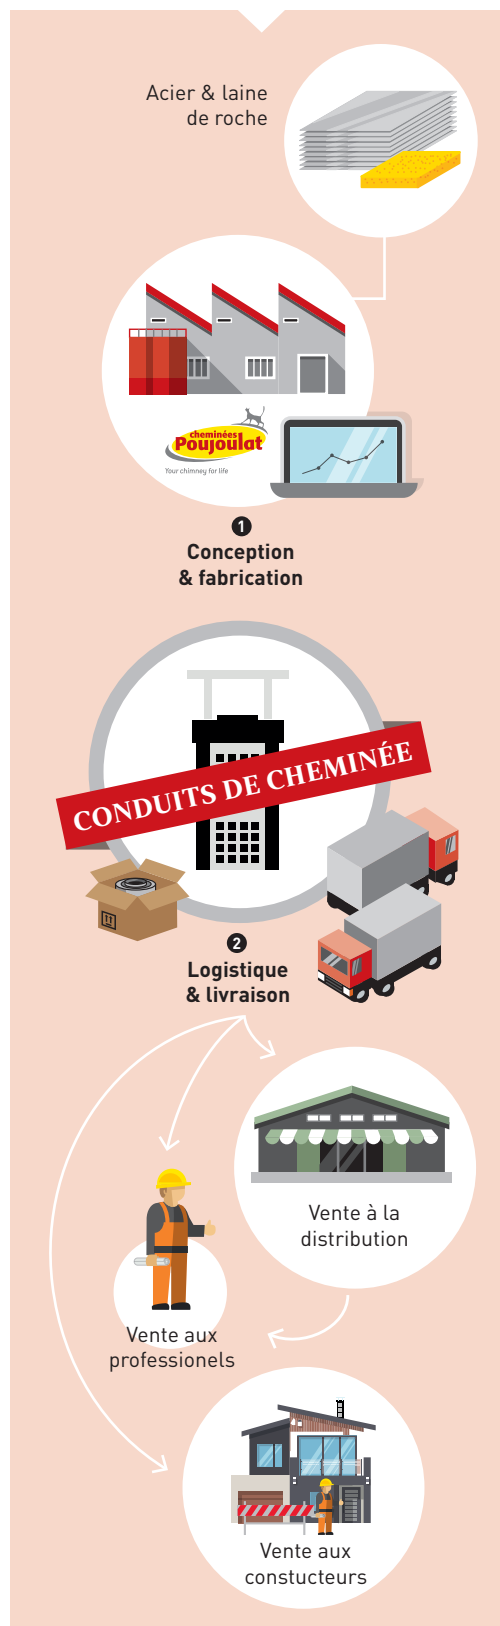 Acier & laine
de roche
cheminées
Poujoulat
Your chimney for life
1
Conception
& fabrication
CONDUITS DE CHEMINÉE
2
Logistique
& livraison
Vente à la
distribution
Vente aux
professionels
Vente aux
constucteurs